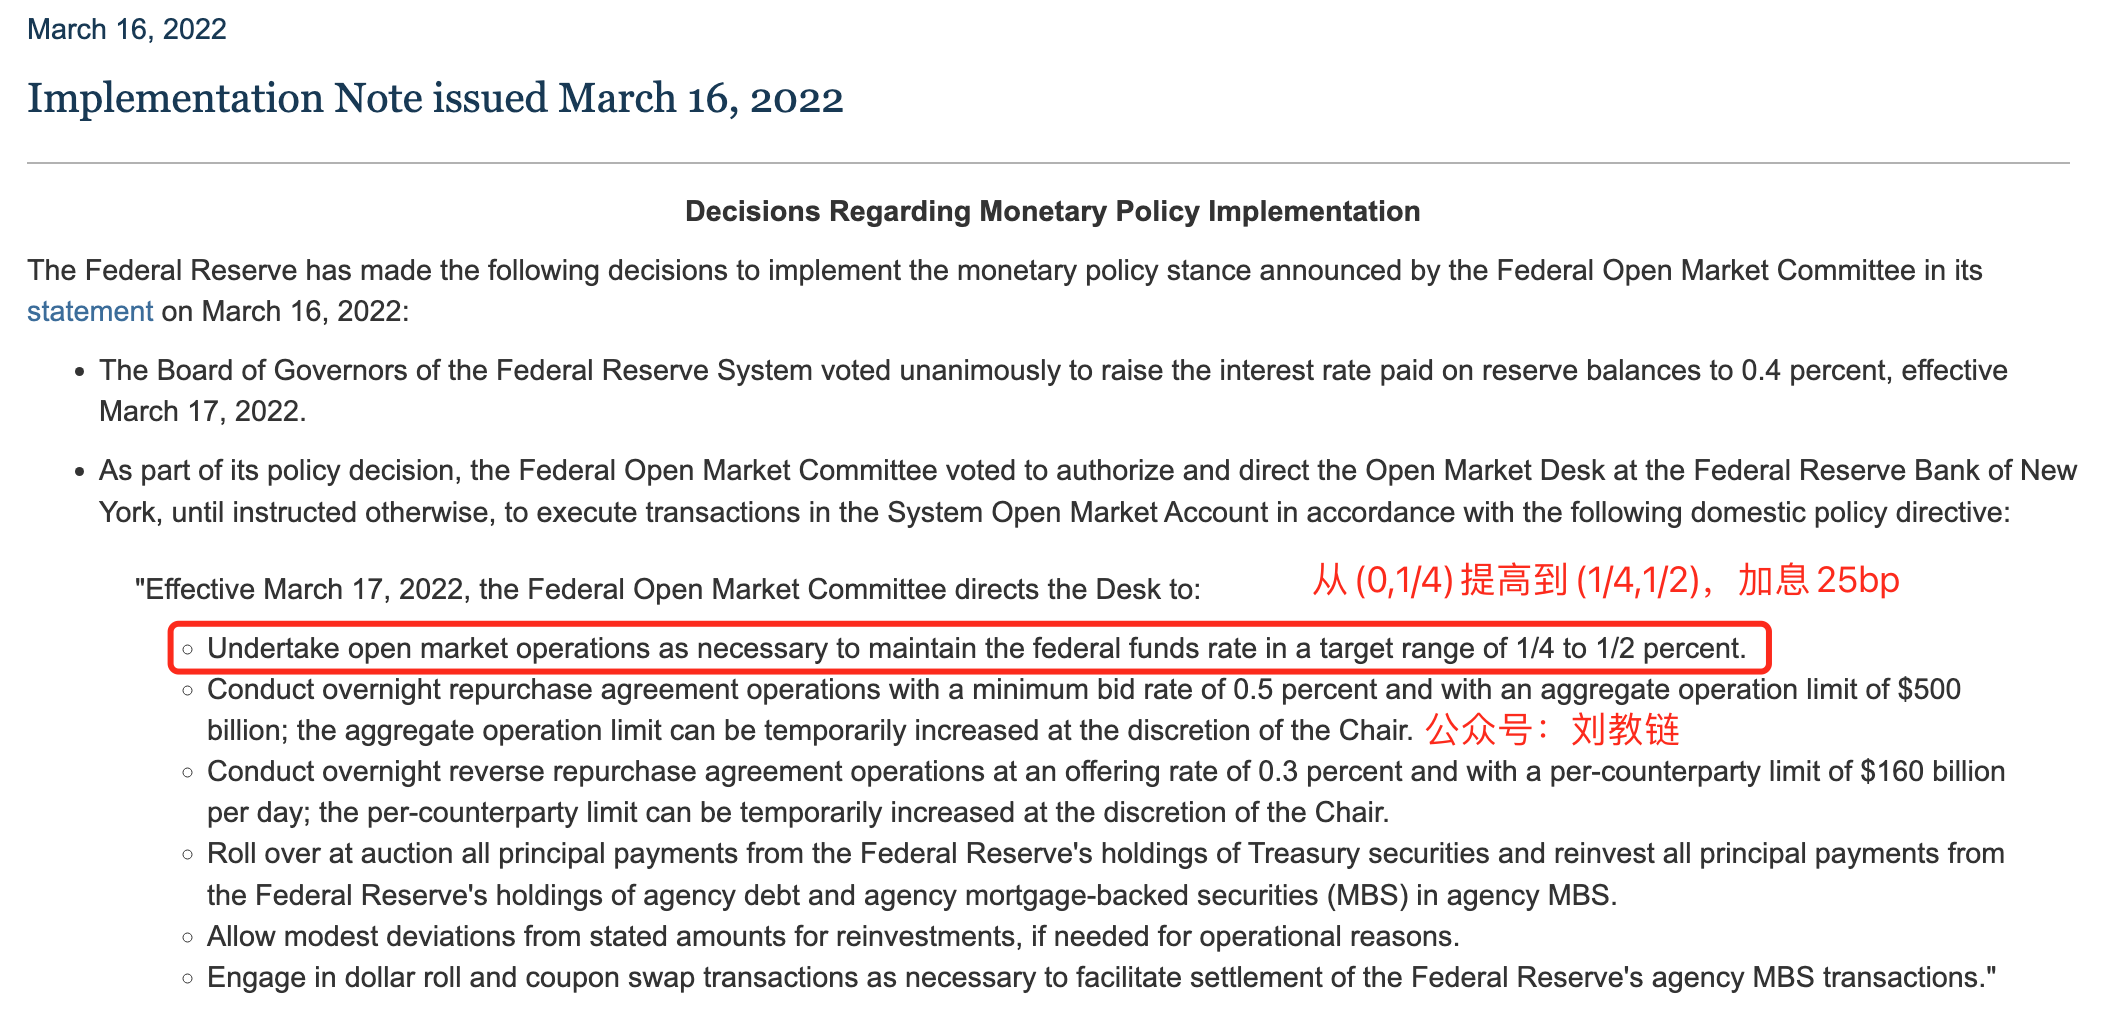 March 16, 2022
Implementation Note issued March 16, 2022
Decisions Regarding Monetary Policy Implementation
The Federal Reserve has made the following decisions to implement the monetary policy stance announced by the Federal Open Market Committee in its
statement on March 16, 2022:
• The Board of Governors of the Federal Reserve System voted unanimously to raise the interest rate paid on reserve balances to 0.4 percent, effective
March 17, 2022.
• As part of its policy decision, the Federal Open Market Committee voted to authorize and direct the Open Market Desk at the Federal Reserve Bank of New
York, until instructed otherwise, to execute transactions in the System Open Market Account in accordance with the following domestic policy directive:
从(0,1/4)提高到(1/4,1/2)，加息25bp
"Effective March 17, 2022, the Federal Open Market Committee directs the Desk to:
○ Undertake open market operations as necessary to maintain the federal funds rate in a target range of 1/4 to 1/2 percent.
○ Conduct overnight repurchase agreement operations with a minimum bid rate of 0.5 percent and with an aggregate operation limit of $500
billion; the aggregate operation limit can be temporarily increased at the discretion of the Chair.
公众号：刘教链
○ Conduct overnight reverse repurchase agreement operations at an offering rate of 0.3 percent and with a per-counterparty limit of $160 billion
per day; the per-counterparty limit can be temporarily increased at the discretion of the Chair.
○ Roll over at auction all principal payments from the Federal Reserve's holdings of Treasury securities and reinvest all principal payments from
the Federal Reserve's holdings of agency debt and agency mortgage-backed securities (MBS) in agency MBS.
○ Allow modest deviations from stated amounts for reinvestments, if needed for operational reasons.
○ Engage in dollar roll and coupon swap transactions as necessary to facilitate settlement of the Federal Reserve's agency MBS transactions."